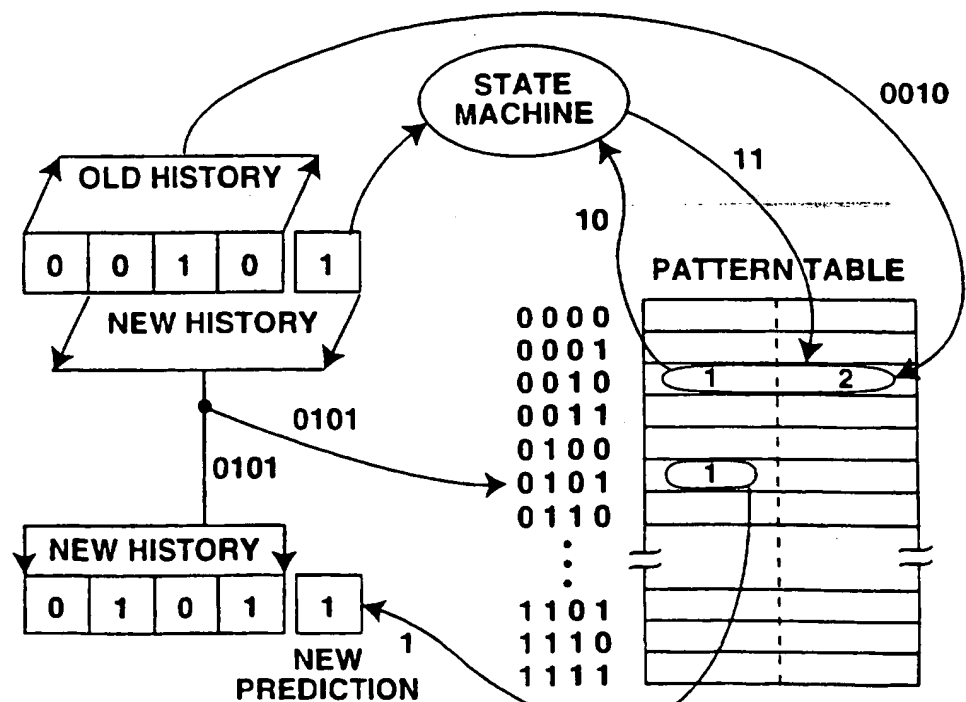 STATE
MACHINE
0010
11
10
OLD HISTORY
0 0 1 0 1
NEW HISTORY
0101
0101
NEW HISTORY
0 1 0 1 1
NEW
PREDICTION
1
PATTERN TABLE
0000
0001
0010 1 2
0011
0100
0101 1
0110
1101
1110
1111